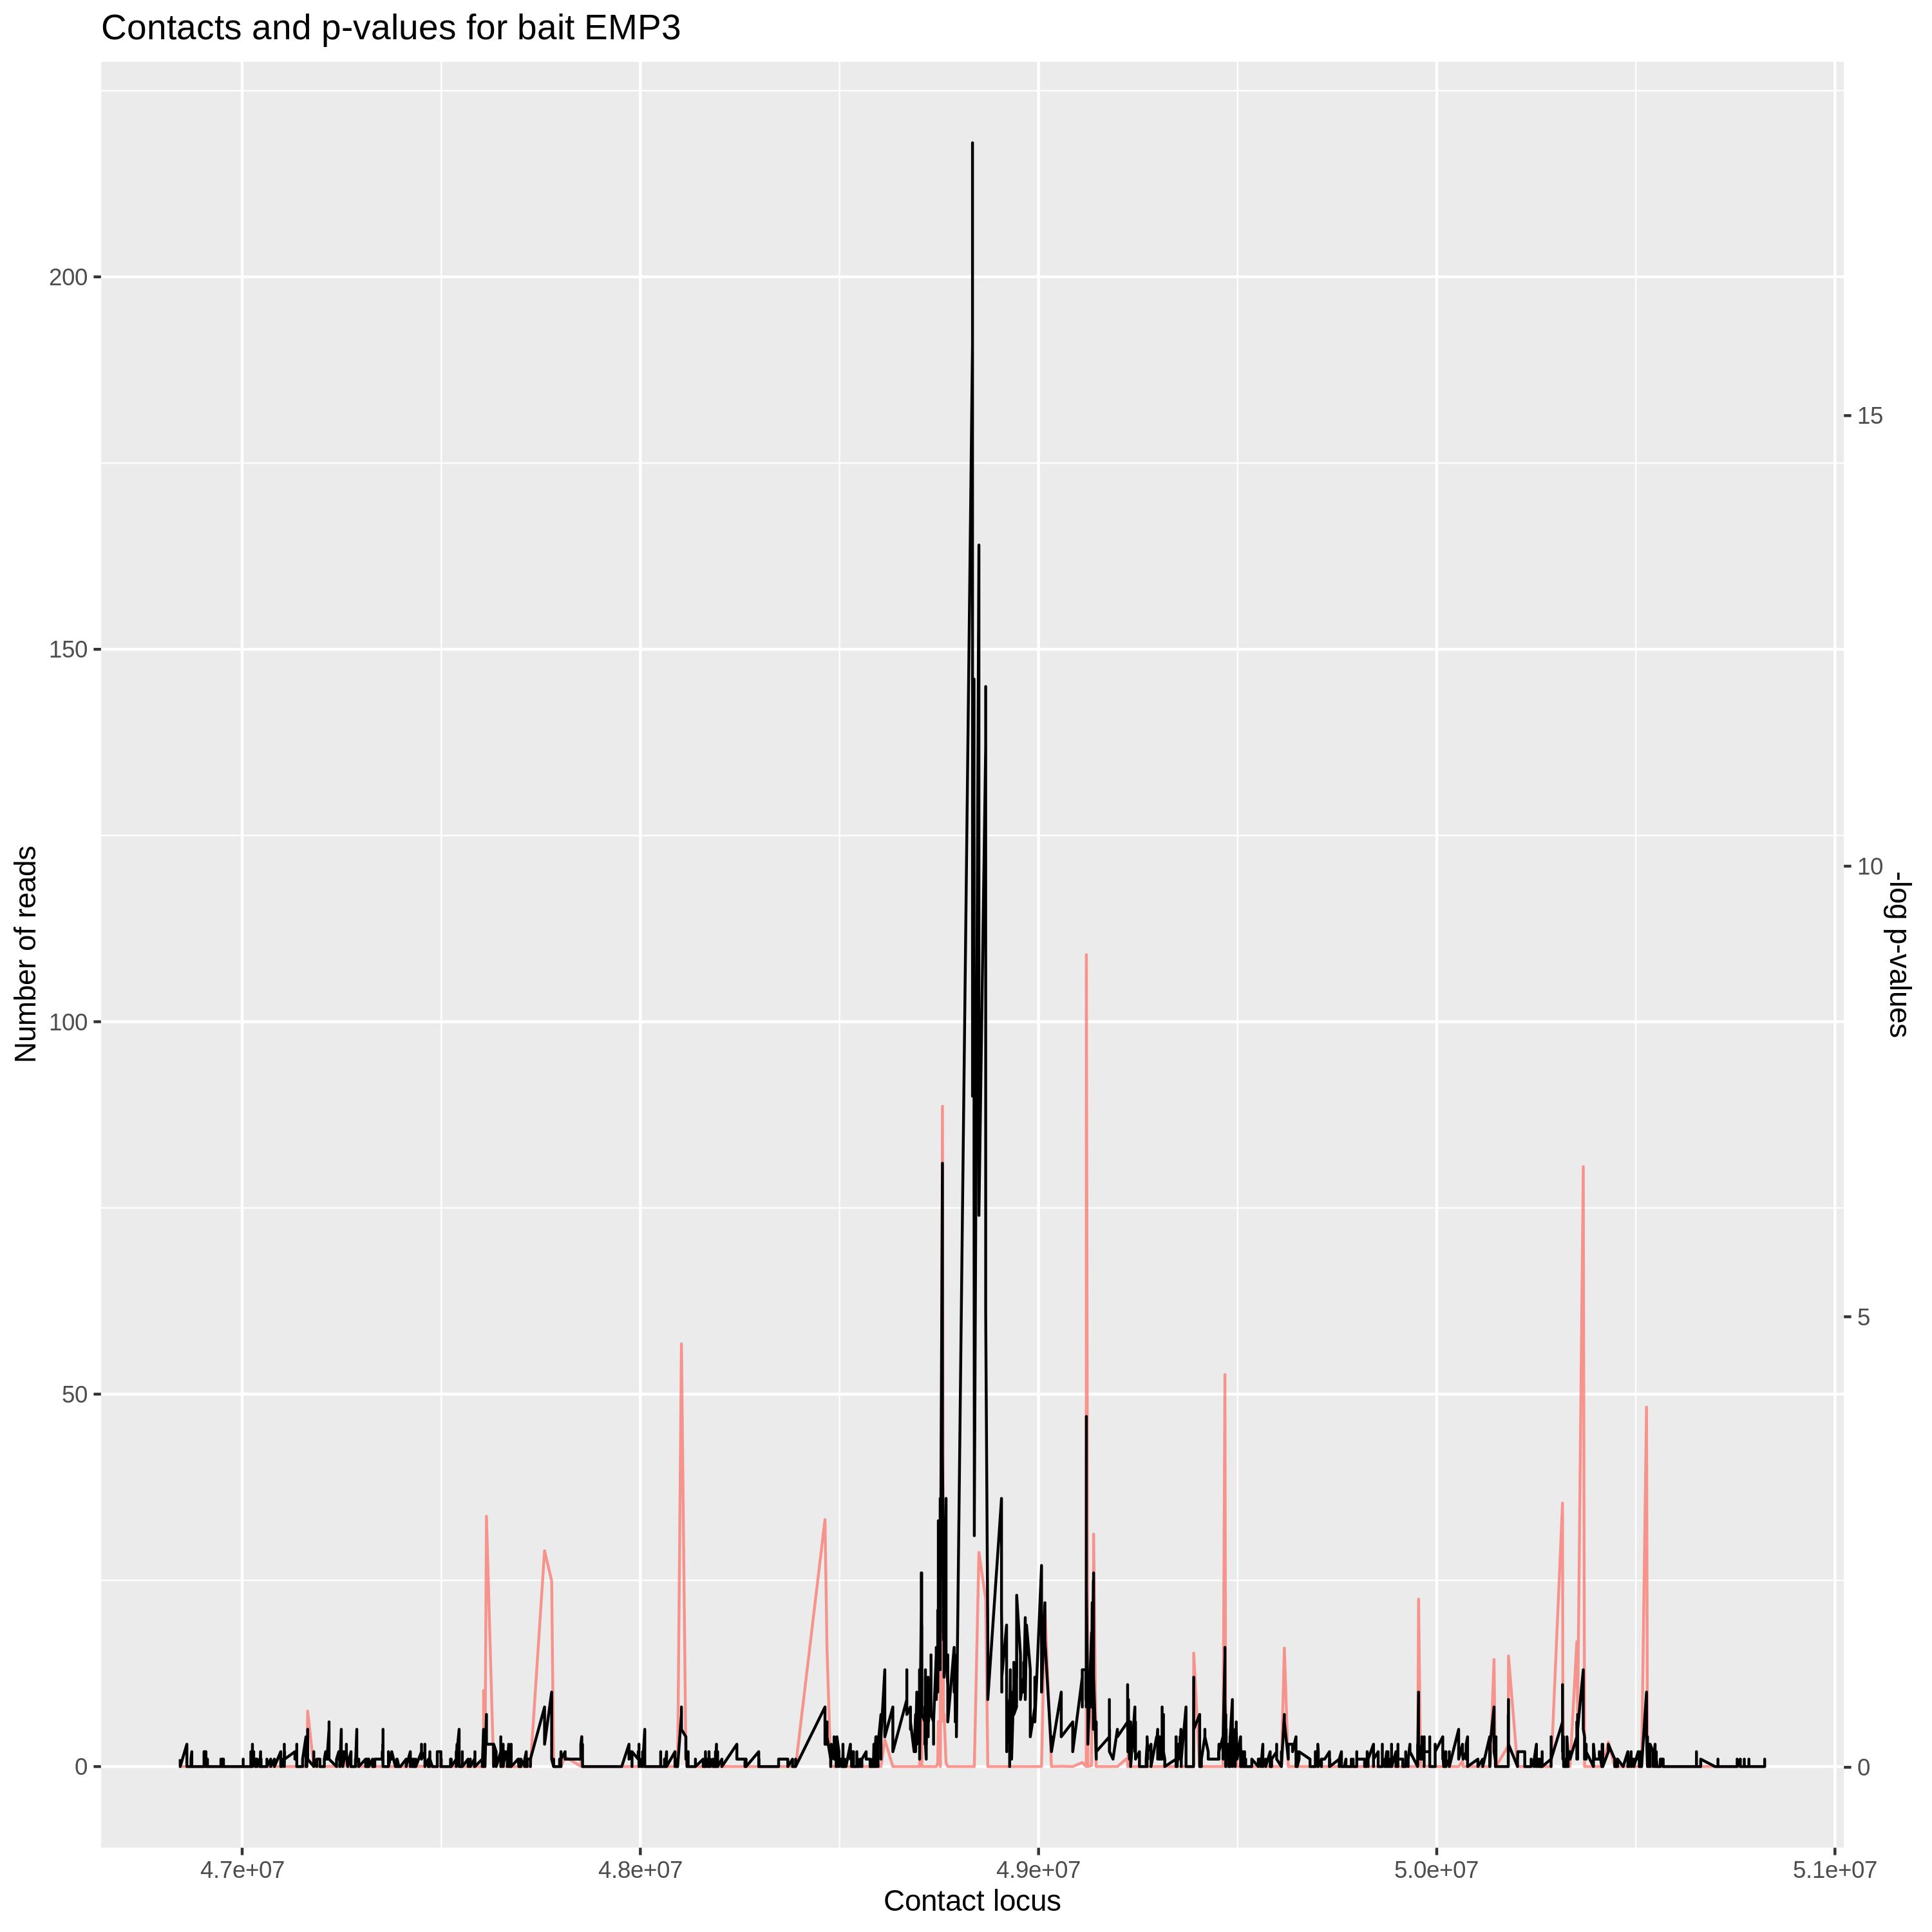 Contacts and p-values for bait EMP3
200
150
100
50
0
Number of reads
15
10
5
0
-log p-values
4.7e+07
4.8e+07
4.9e+07
5.0e+07
5.1e+07
Contact locus